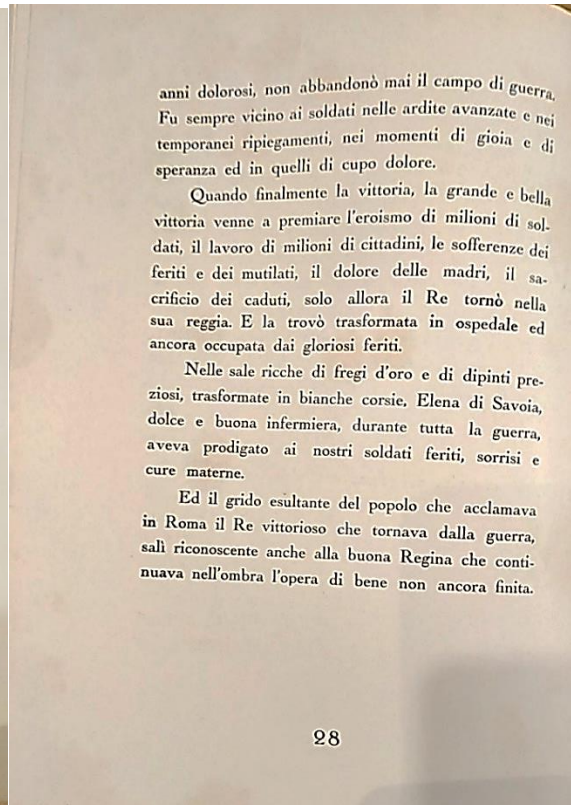 anni dolorosi, non abbandonò mai il campo di guerra.
Fu sempre vicino ai soldati nelle ardite avanzate e nei
temporanei ripiegamenti, nei momenti di gioia e di
speranza ed in quelli di cupo dolore.
Quando finalmente la vittoria, la grande e bella
vittoria venne a premiare l'eroismo di milioni di sol-
dati, il lavoro di milioni di cittadini, le sofferenze dei
feriti e dei mutilati, il dolore delle madri, il sa-
crificio dei caduti, solo allora il Re tornò nella
sua reggia. E la trovò trasformata in ospedale ed
ancora occupata dai gloriosi feriti.
Nelle sale ricche di fregi d'oro e di dipinti pre-
ziosi, trasformate in bianche corsie, Elena di Savoia,
dolce e buona infermiera, durante tutta la guerra,
aveva prodigato ai nostri soldati feriti, sorrisi e
cure materne.
Ed il grido esultante del popolo che acclamava
in Roma il Re vittorioso che tornava dalla guerra,
salì riconoscente anche alla buona Regina che conti-
nuava nell'ombra l'opera di bene non ancora finita.
28